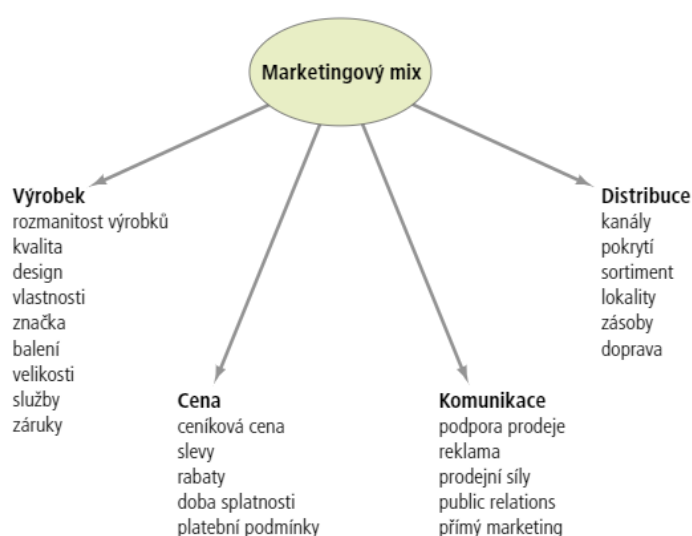 Marketingový mix
Výrobek
rozmanitost výrobků
kvalita
design
vlastnosti
značka
balení
velikosti
služby
záruky
Cena
ceníková cena
slevy
rabaty
doba splatnosti
platební podmínky
Komunikace
podpora prodeje
reklama
prodejní síly
public relations
přímý marketing
Distribuce
kanály
pokrytí
sortiment
lokality
zásoby
doprava